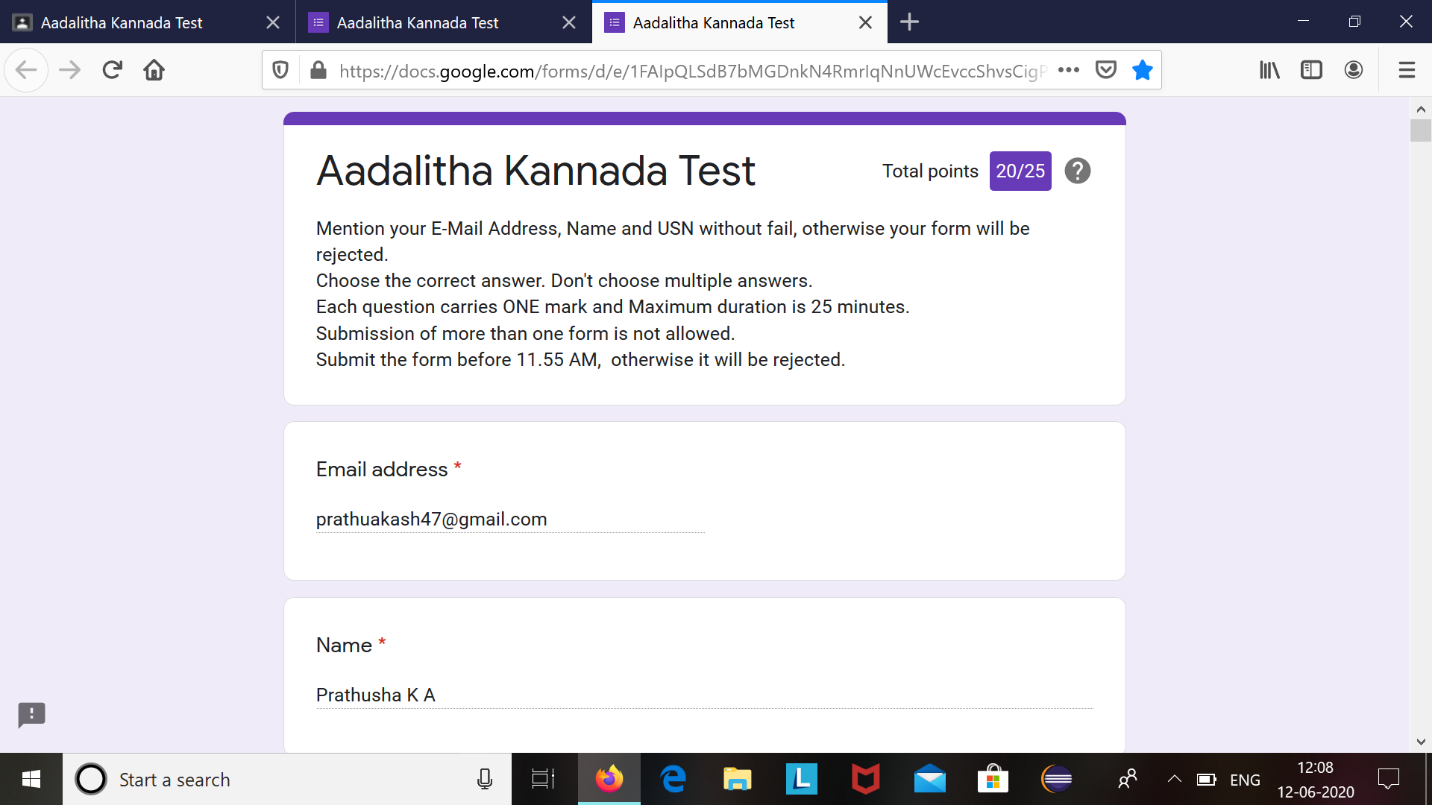 Aadalitha Kannada Test
Aadalitha Kannada Test
Aadalitha Kannada Test
https://docs.google.com/forms/d/e/1FAIpQLSdB7bMGDnkN4RmrIqNnUWcEvccShvsCigP
Aadalitha Kannada Test
Total points 20/25
Mention your E-Mail Address, Name and USN without fail, otherwise your form will be
rejected.
Choose the correct answer. Don't choose multiple answers.
Each question carries ONE mark and Maximum duration is 25 minutes.
Submission of more than one form is not allowed.
Submit the form before 11.55 AM,  otherwise it will be rejected.
Email address *
prathuakash47@gmail.com
Name *
Prathusha K A
Start a search
L
ENG
12:08
12-06-2020